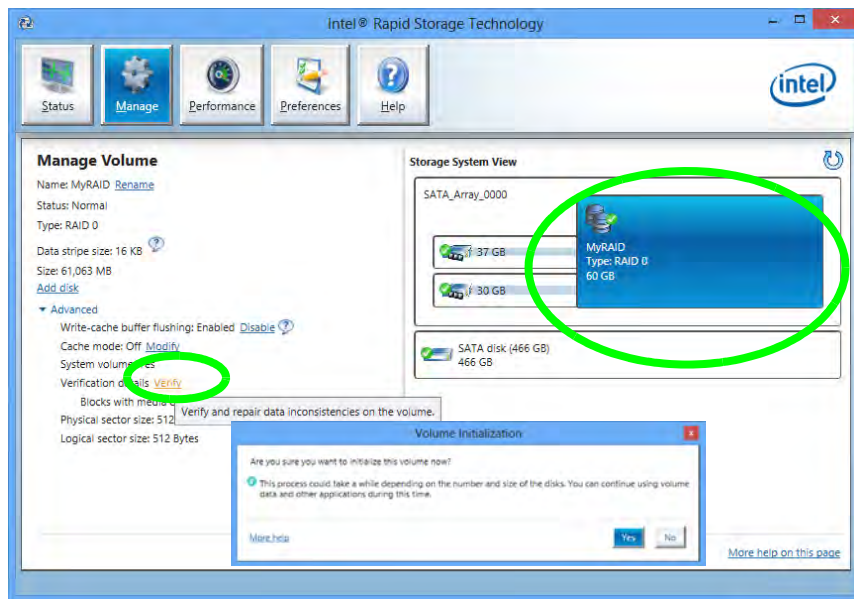 Intel® Rapid Storage Technology
Status
Manage
Performance
Preferences
Help
intel
Manage Volume
Name: MyRAID Rename
Status: Normal
Type: RAID 0
Data stripe size: 16 KB
Size: 61,063 MB
Add disk
Advanced
Write-cache buffer flushing: Enabled Disable
Cache mode: Off Modify
System volume:
Verification details Verify
Blocks with media
Verify and repair data inconsistencies on the volume.
Physical sector size: 512
Logical sector size: 512 Bytes
Storage System View
SATA_Array_0000
37 GB
30 GB
MyRAID
Type: RAID 0
60 GB
SATA disk (466 GB)
466 GB
Volume Initialization
Are you sure you want to initialize this volume now?
This process could take a while depending on the number and size of the disks. You can continue using volume
data and other applications during this time.
More help
Yes
No
More help on this page